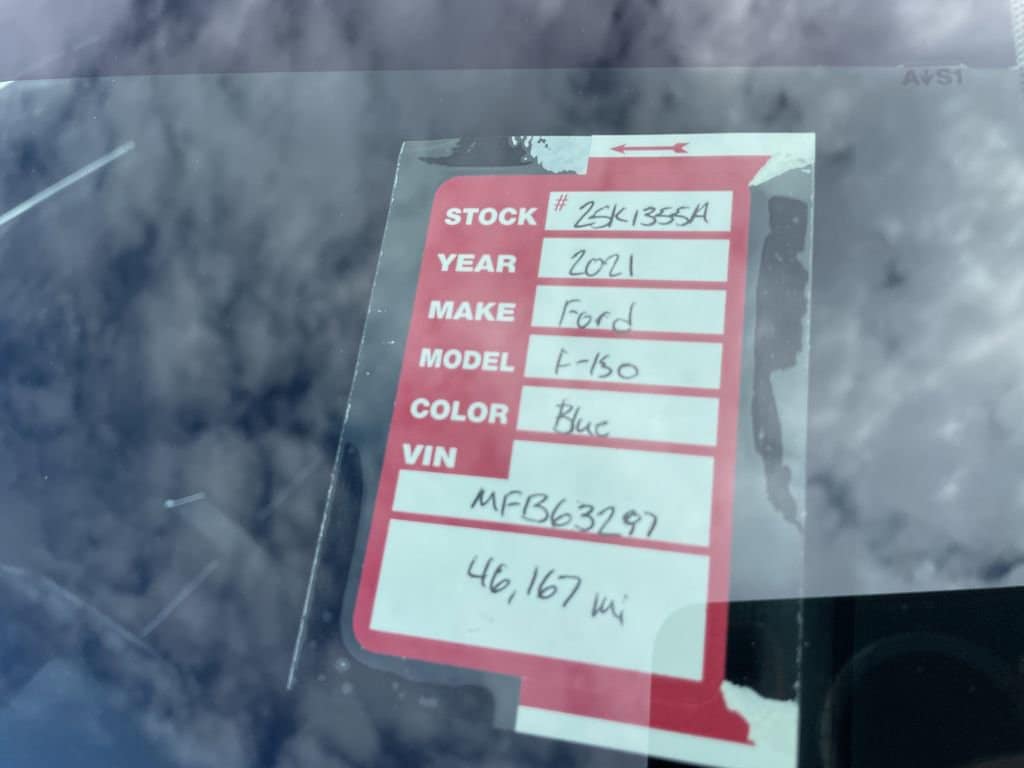 A↓S1
STOCK # 25K1355A
YEAR 2021
MAKE Ford
MODEL F-150
COLOR Blue
VIN
MFB63297
46,167 mi